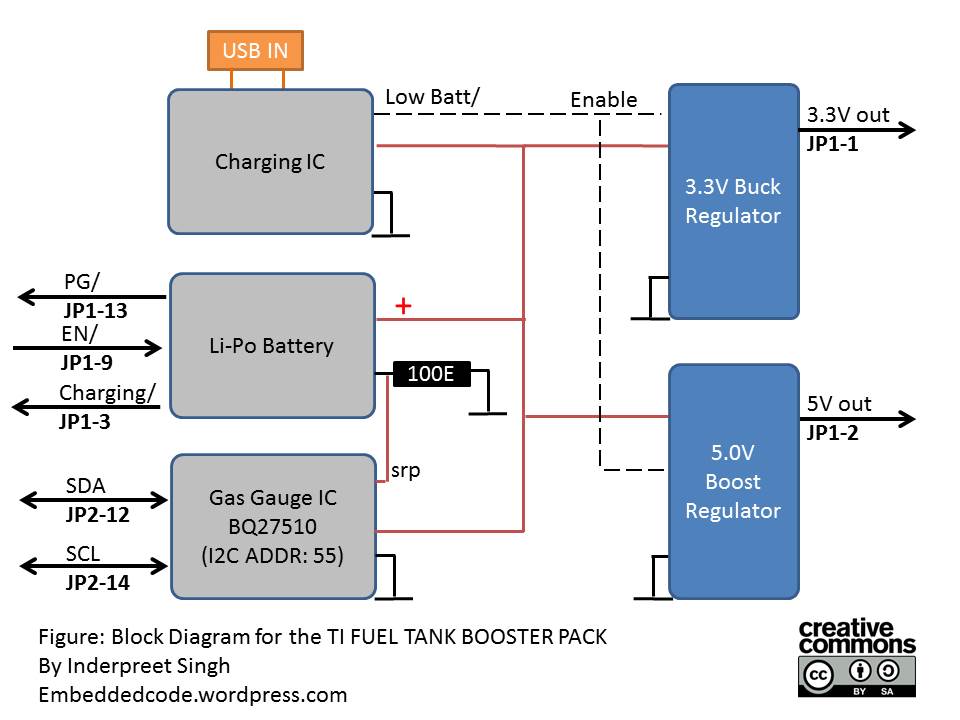 USB IN
Low Batt/
Enable
Charging IC
3.3V out
JP1-1
3.3V Buck
Regulator
PG/
JP1-13
EN/
JP1-9
Charging/
JP1-3
+
Li-Po Battery
100E
5V out
JP1-2
5.0V
Boost
Regulator
srp
SDA
JP2-12
SCL
JP2-14
Gas Gauge IC
BQ27510
(I2C ADDR: 55)
Figure: Block Diagram for the TI FUEL TANK BOOSTER PACK
By Inderpreet Singh
Embeddedcode.wordpress.com
creative
commons
cc
BY SA